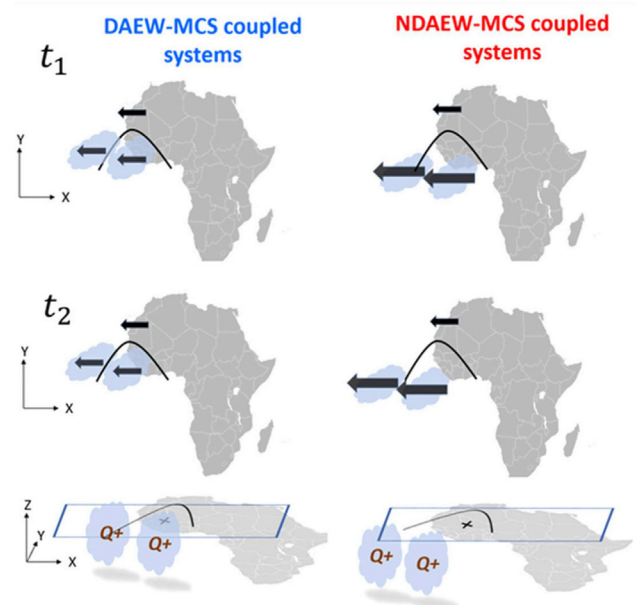 DAEW-MCS coupled
systems
NDAEW-MCS coupled
systems
t₁
Y
X
Y
X
t₂
Y
X
Y
X
Z
Y
X
Q+
Q+
Z
Y
X
Q+
Q+